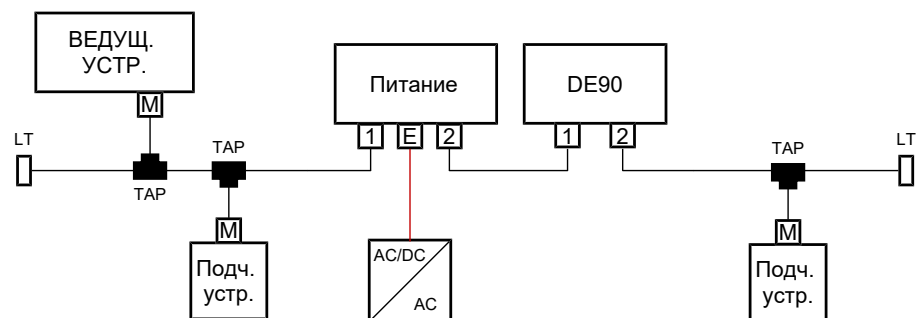 ВЕДУЩ.
УСТР.
M
LT
TAP
TAP
Питание
1
E
2
DE90
1
2
TAP
LT
M
Подч.
устр.
AC/DC
AC
M
Подч.
устр.